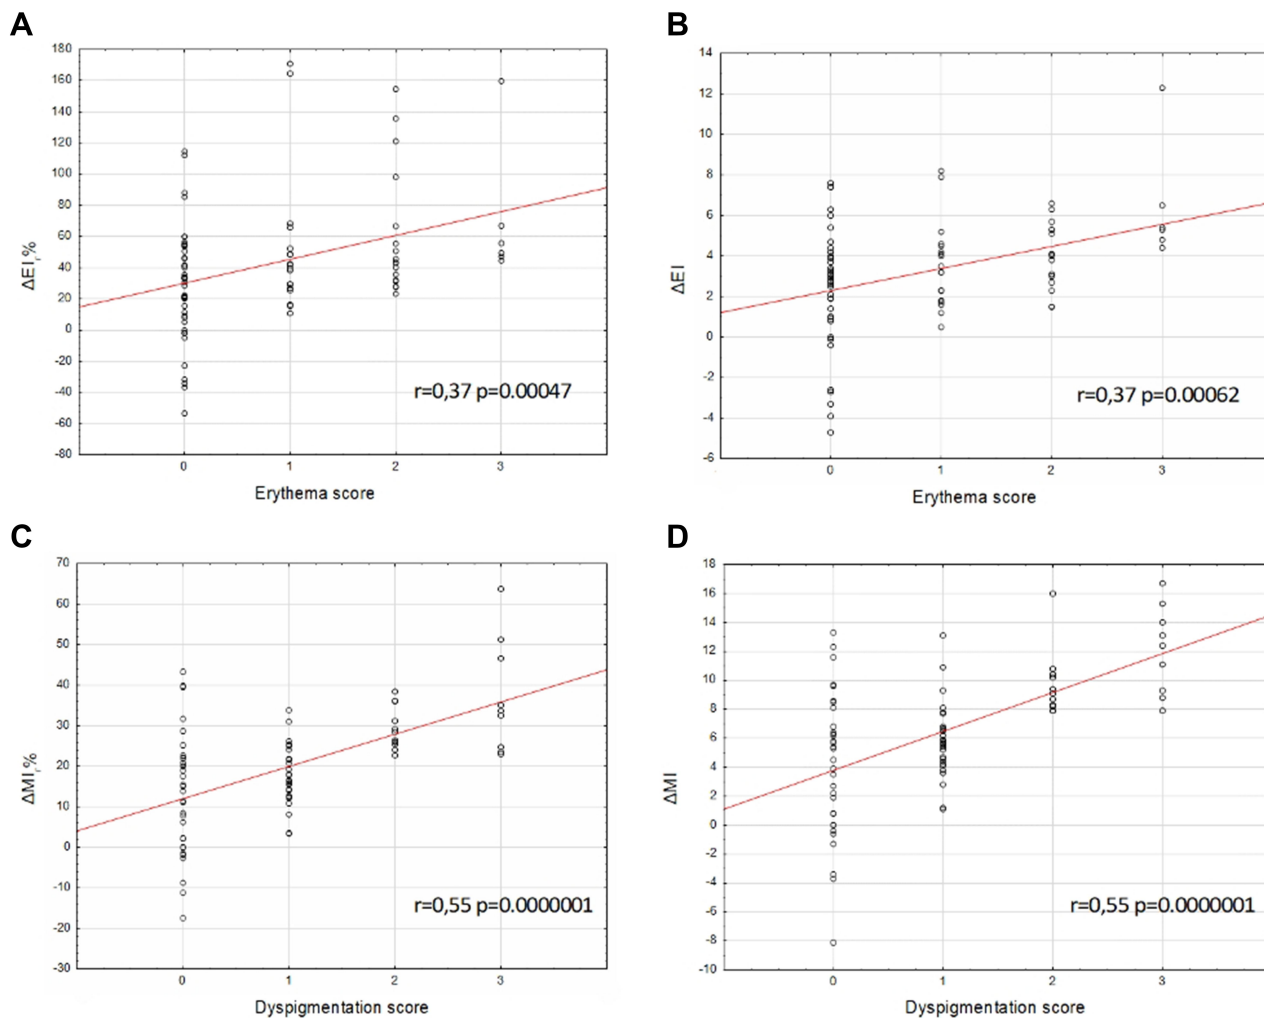 A
180
160
140
120
100
80
60
40
20
0
-20
-40
-60
-80
ΔEI,%
r=0,37 p=0.00047
0 1 2 3
Erythema score
B
14
12
10
8
6
4
2
0
-2
-4
-6
ΔEI
r=0,37 p=0.00062
0 1 2 3
Erythema score
C
70
60
50
40
30
20
10
0
-10
-20
-30
ΔMI,%
r=0,55 p=0.0000001
0 1 2 3
Dyspigmentation score
D
18
16
14
12
10
8
6
4
2
0
-2
-4
-6
-8
-10
ΔMI
r=0,55 p=0.0000001
0 1 2 3
Dyspigmentation score